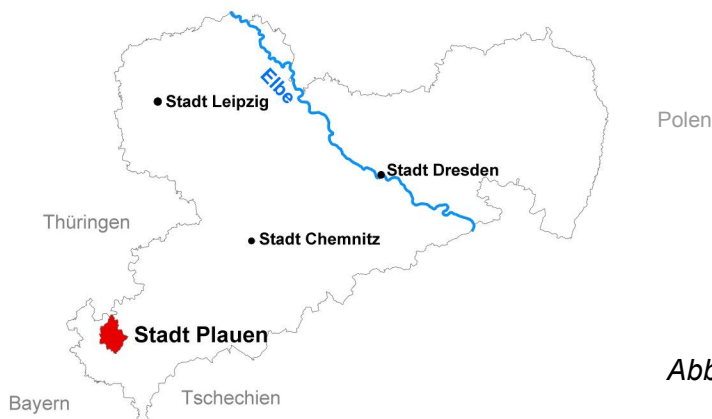 Elbe
Stadt Leipzig
Polen
Stadt Dresden
Thüringen
Stadt Chemnitz
Stadt Plauen
Abb
Tschechien
Bayern